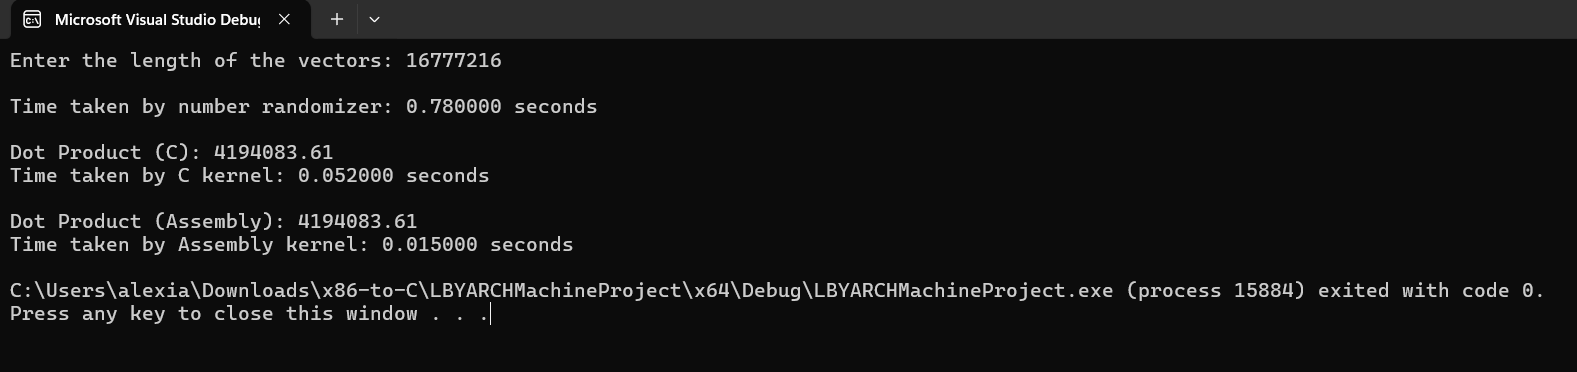 Microsoft Visual Studio Debug
Enter the length of the vectors: 16777216
Time taken by number randomizer: 0.780000 seconds
Dot Product (C): 4194083.61
Time taken by C kernel: 0.052000 seconds
Dot Product (Assembly): 4194083.61
Time taken by Assembly kernel: 0.015000 seconds
C:\Users\alexia\Downloads\x86-to-C\LBYARCHMachineProject\x64\Debug\LBYARCHMachineProject.exe (process 15884) exited with code 0.
Press any key to close this window . . .